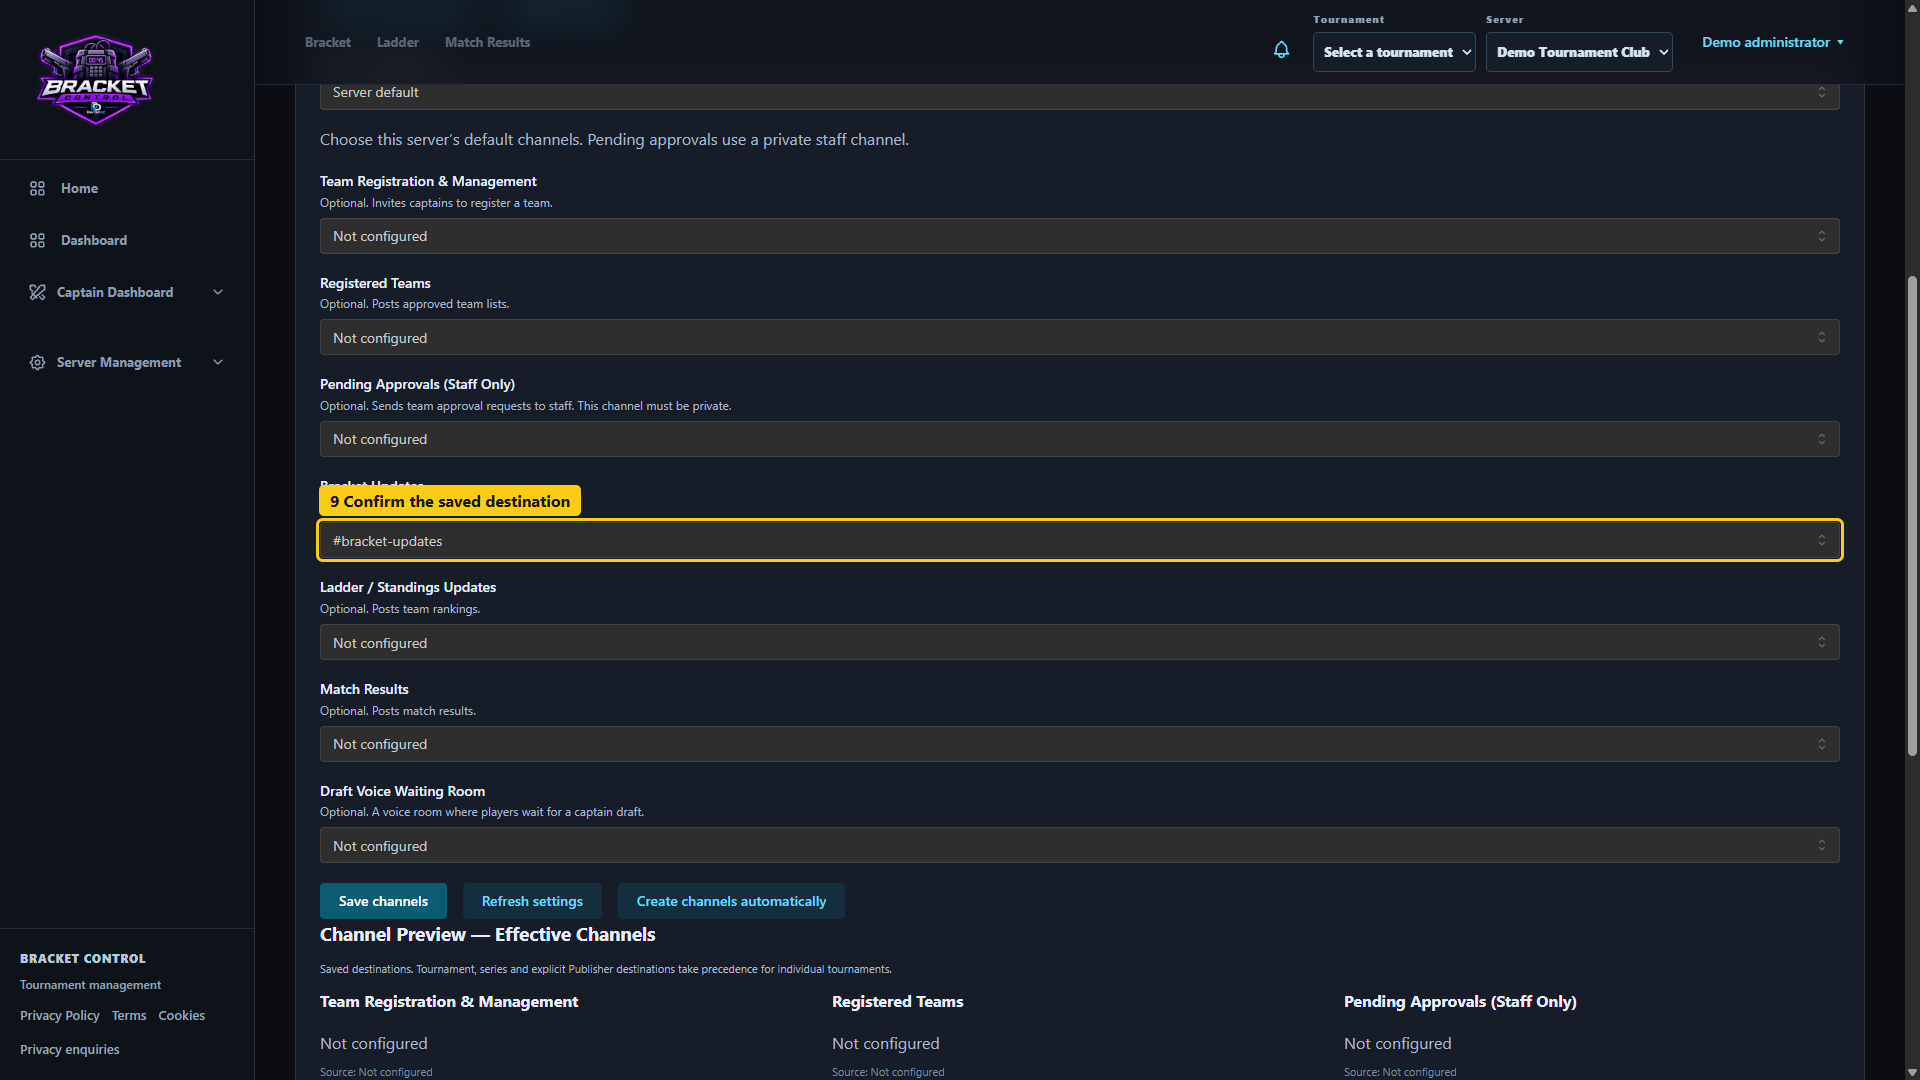 BRACKET
CONTROL
Home
Dashboard
Captain Dashboard
Server Management
BRACKET CONTROL
Tournament management
Privacy Policy Terms Cookies
Privacy enquiries
Bracket Ladder Match Results
Tournament
Select a tournament
Server
Demo Tournament Club
Demo administrator
Server default
Choose this server's default channels. Pending approvals use a private staff channel.
Team Registration & Management
Optional. Invites captains to register a team.
Not configured
Registered Teams
Optional. Posts approved team lists.
Not configured
Pending Approvals (Staff Only)
Optional. Sends team approval requests to staff. This channel must be private.
Not configured
Bracket Updates
9 Confirm the saved destination
#bracket-updates
Ladder / Standings Updates
Optional. Posts team rankings.
Not configured
Match Results
Optional. Posts match results.
Not configured
Draft Voice Waiting Room
Optional. A voice room where players wait for a captain draft.
Not configured
Save channels Refresh settings Create channels automatically
Channel Preview — Effective Channels
Saved destinations. Tournament, series and explicit Publisher destinations take precedence for individual tournaments.
Team Registration & Management
Not configured
Source: Not configured
Registered Teams
Not configured
Source: Not configured
Pending Approvals (Staff Only)
Not configured
Source: Not configured